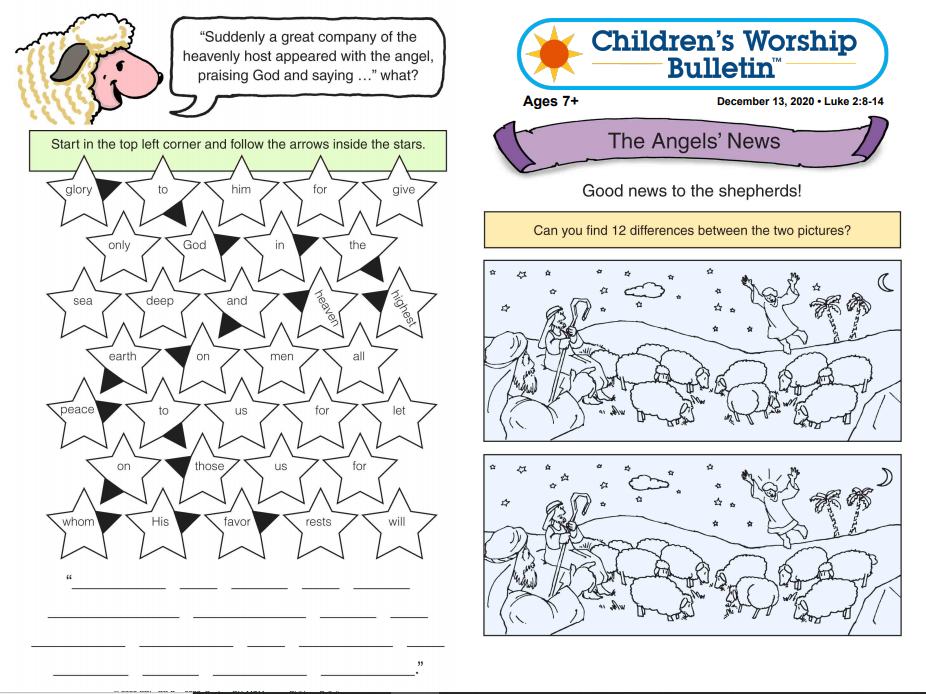 “Suddenly a great company of the
heavenly host appeared with the angel,
praising God and saying …” what?
Start in the top left corner and follow the arrows inside the stars.
glory to him for give
only God in the
sea deep and heaven highest
earth on men all
peace to us for let
on those us for
whom His favor rests will
“
.”
Children’s Worship
Bulletin™
Ages 7+
December 13, 2020 • Luke 2:8-14
The Angels’ News
Good news to the shepherds!
Can you find 12 differences between the two pictures?